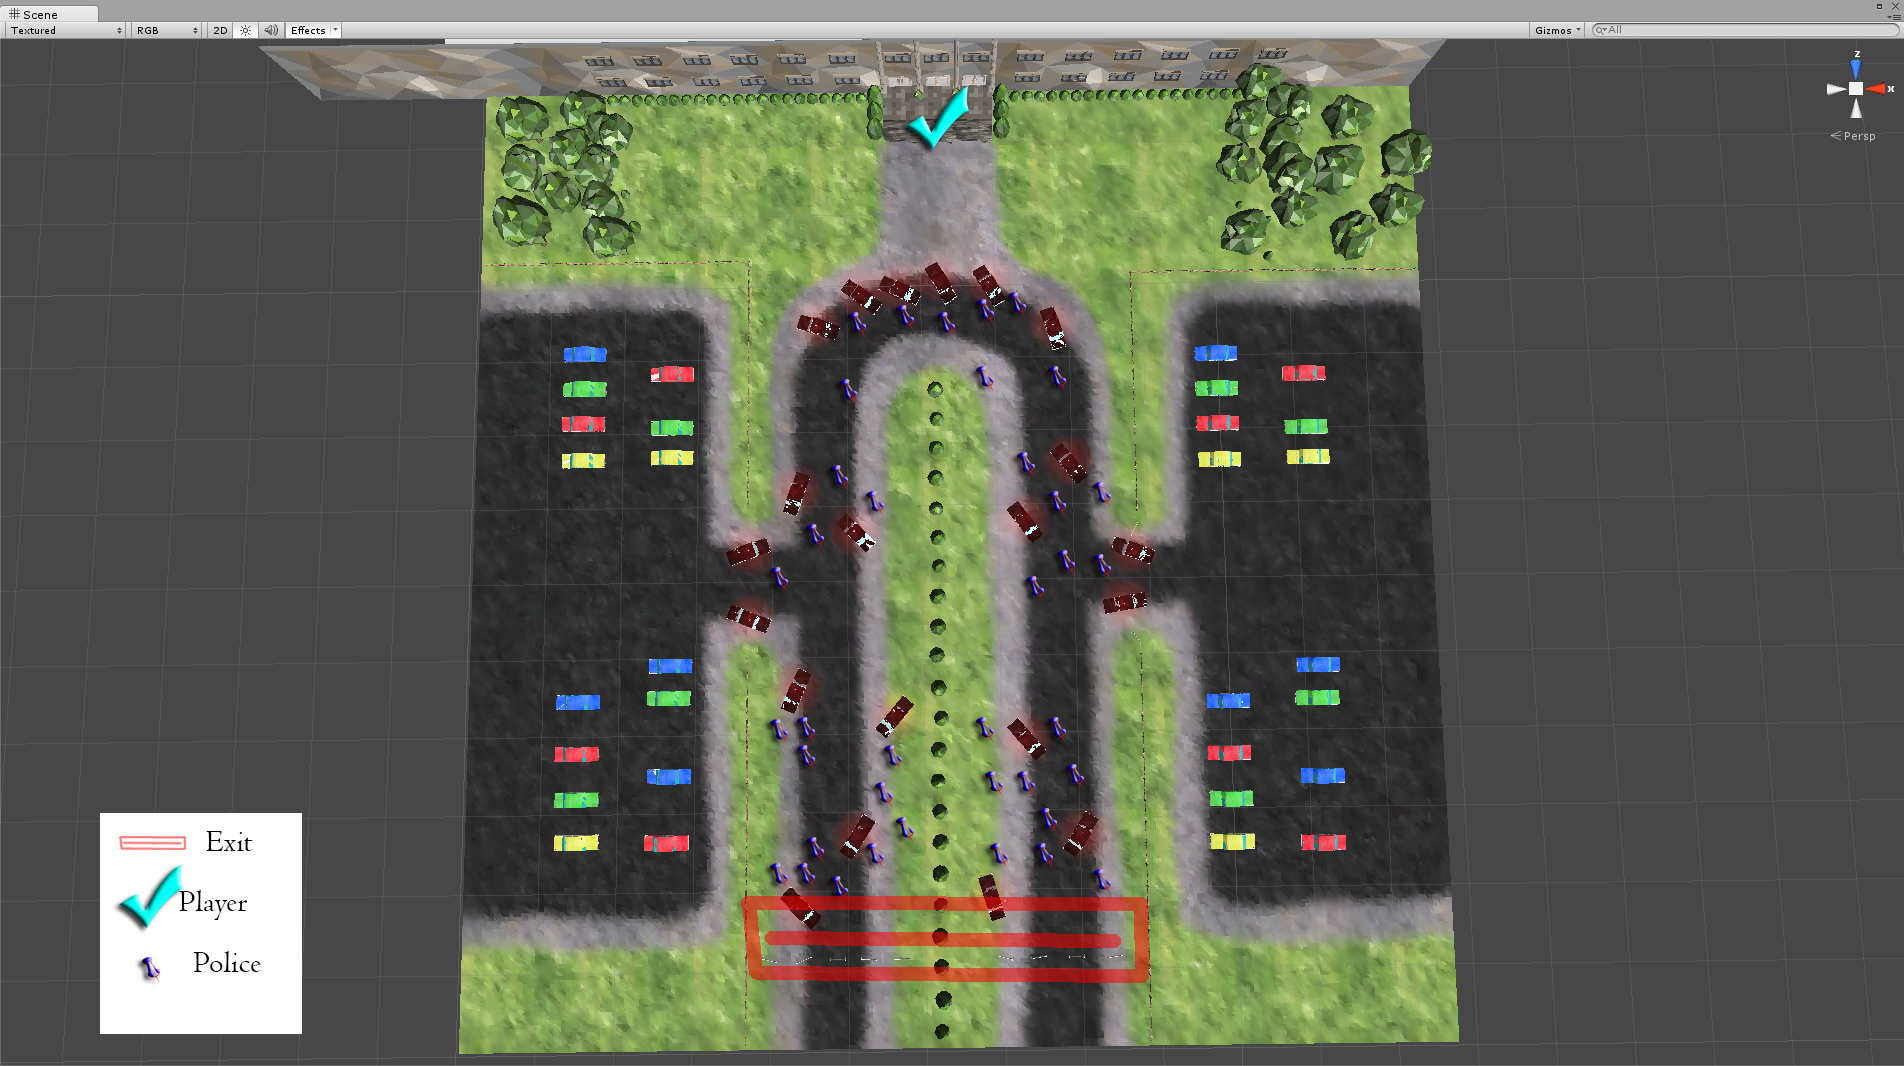 Scene
Textured RGB 2D Effects Gizmos All
z
x
Persp
Exit
Player
Police